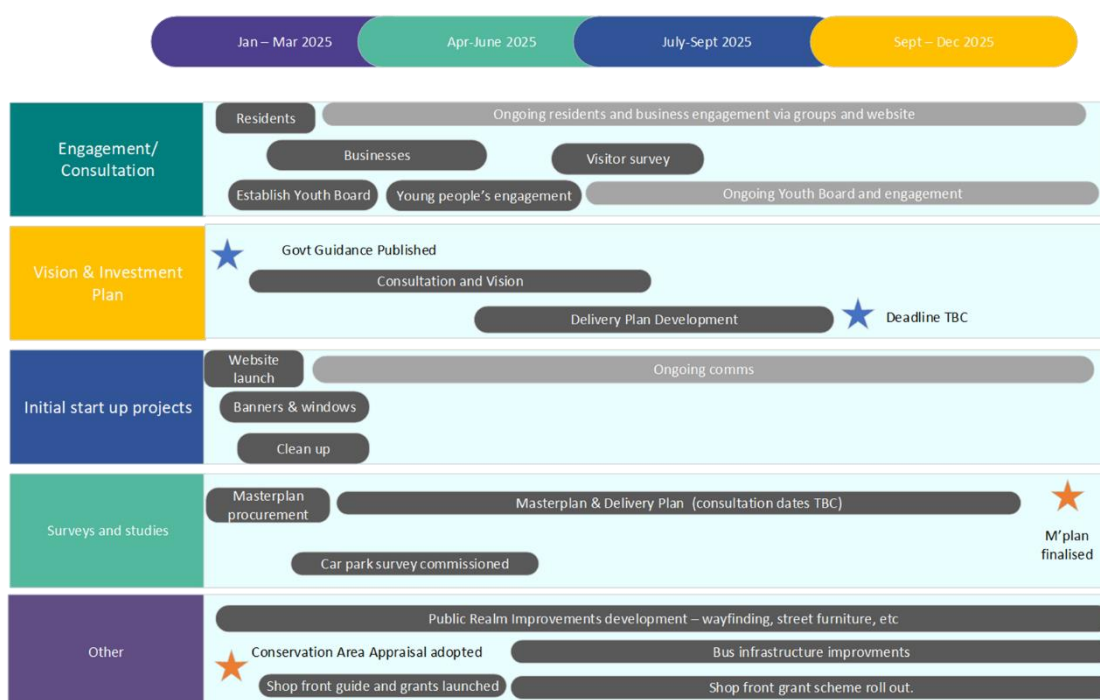 Jan – Mar 2025
Apr-June 2025
July-Sept 2025
Sept – Dec 2025
Engagement/
Consultation
Residents
Ongoing residents and business engagement via groups and website
Businesses
Visitor survey
Establish Youth Board
Young people's engagement
Ongoing Youth Board and engagement
Vision & Investment
Plan
Govt Guidance Published
Consultation and Vision
Delivery Plan Development
Deadline TBC
Initial start up projects
Website
launch
Ongoing comms
Banners & windows
Clean up
Surveys and studies
Masterplan
procurement
Masterplan & Delivery Plan (consultation dates TBC)
M'plan
finalised
Car park survey commissioned
Other
Public Realm Improvements development – wayfinding, street furniture, etc
Conservation Area Appraisal adopted
Bus infrastructure improvments
Shop front guide and grants launched
Shop front grant scheme roll out.